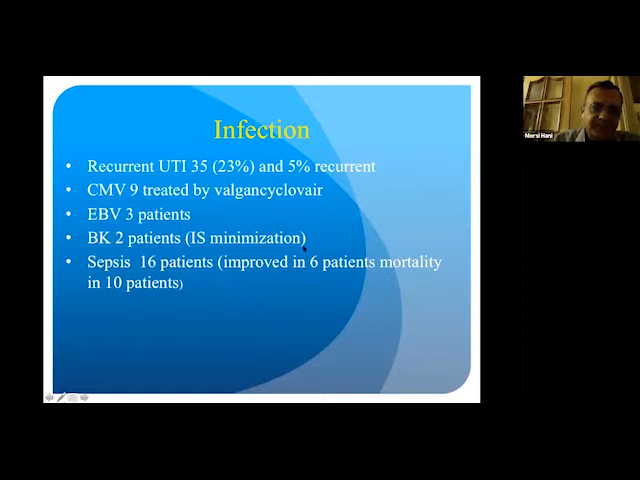 Infection
• Recurrent UTI 35 (23%) and 5% recurrent
• CMV 9 treated by valgancyclovair
• EBV 3 patients
• BK 2 patients (IS minimization)
• Sepsis 16 patients (improved in 6 patients mortality
in 10 patients)
Morsi Hani